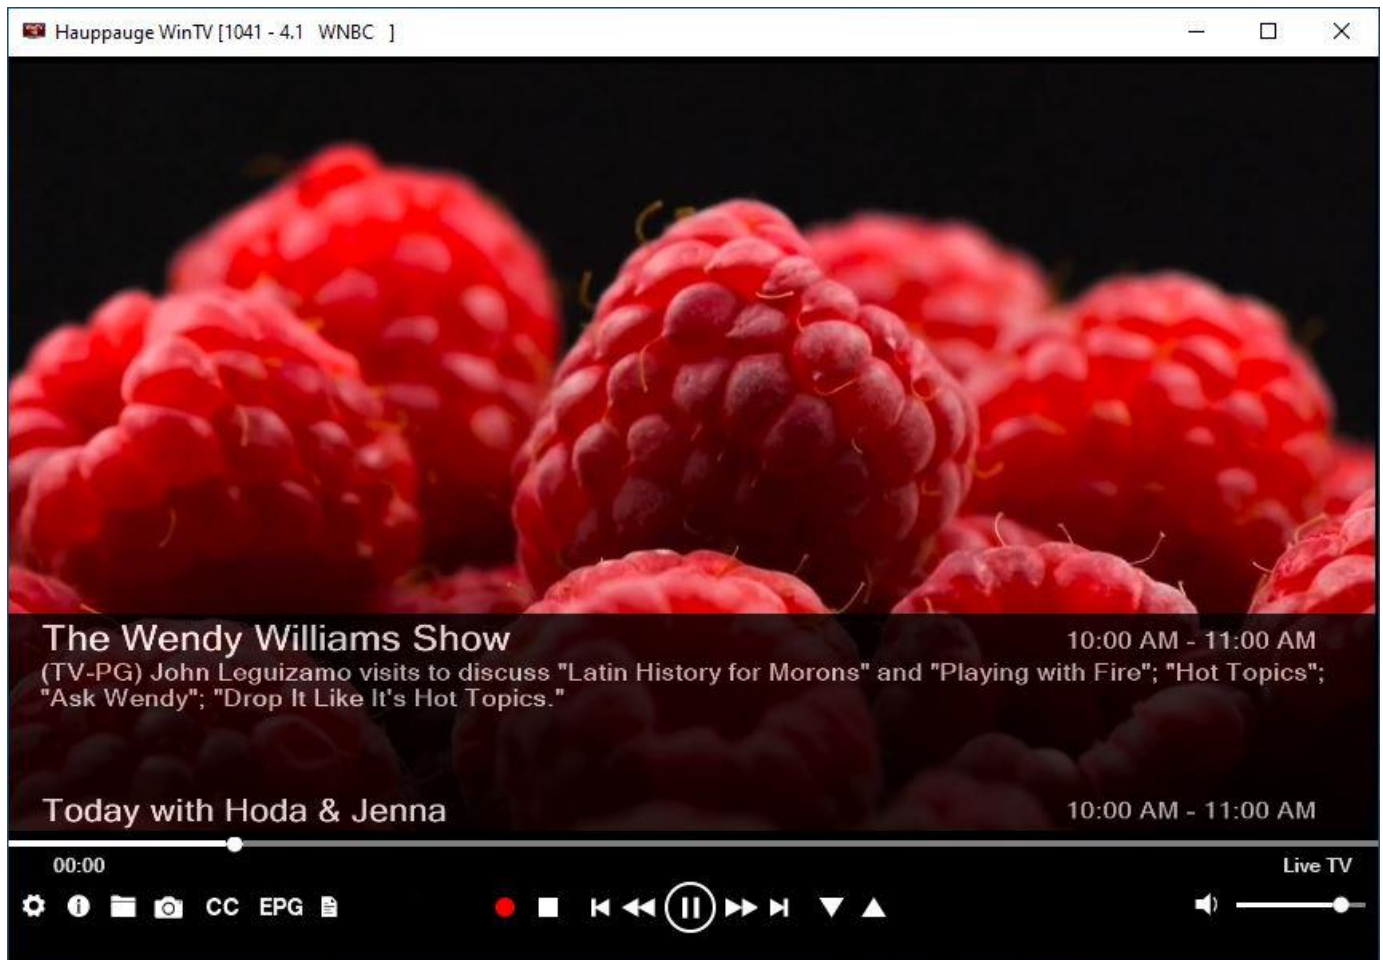 Hauppauge WinTV [1041 - 4.1 WNBC ]
The Wendy Williams Show
10:00 AM - 11:00 AM
(TV-PG) John Leguizamo visits to discuss "Latin History for Morons" and "Playing with Fire"; "Hot Topics";
"Ask Wendy"; "Drop It Like It's Hot Topics."
Today with Hoda & Jenna
10:00 AM - 11:00 AM
00:00
Live TV
CC EPG